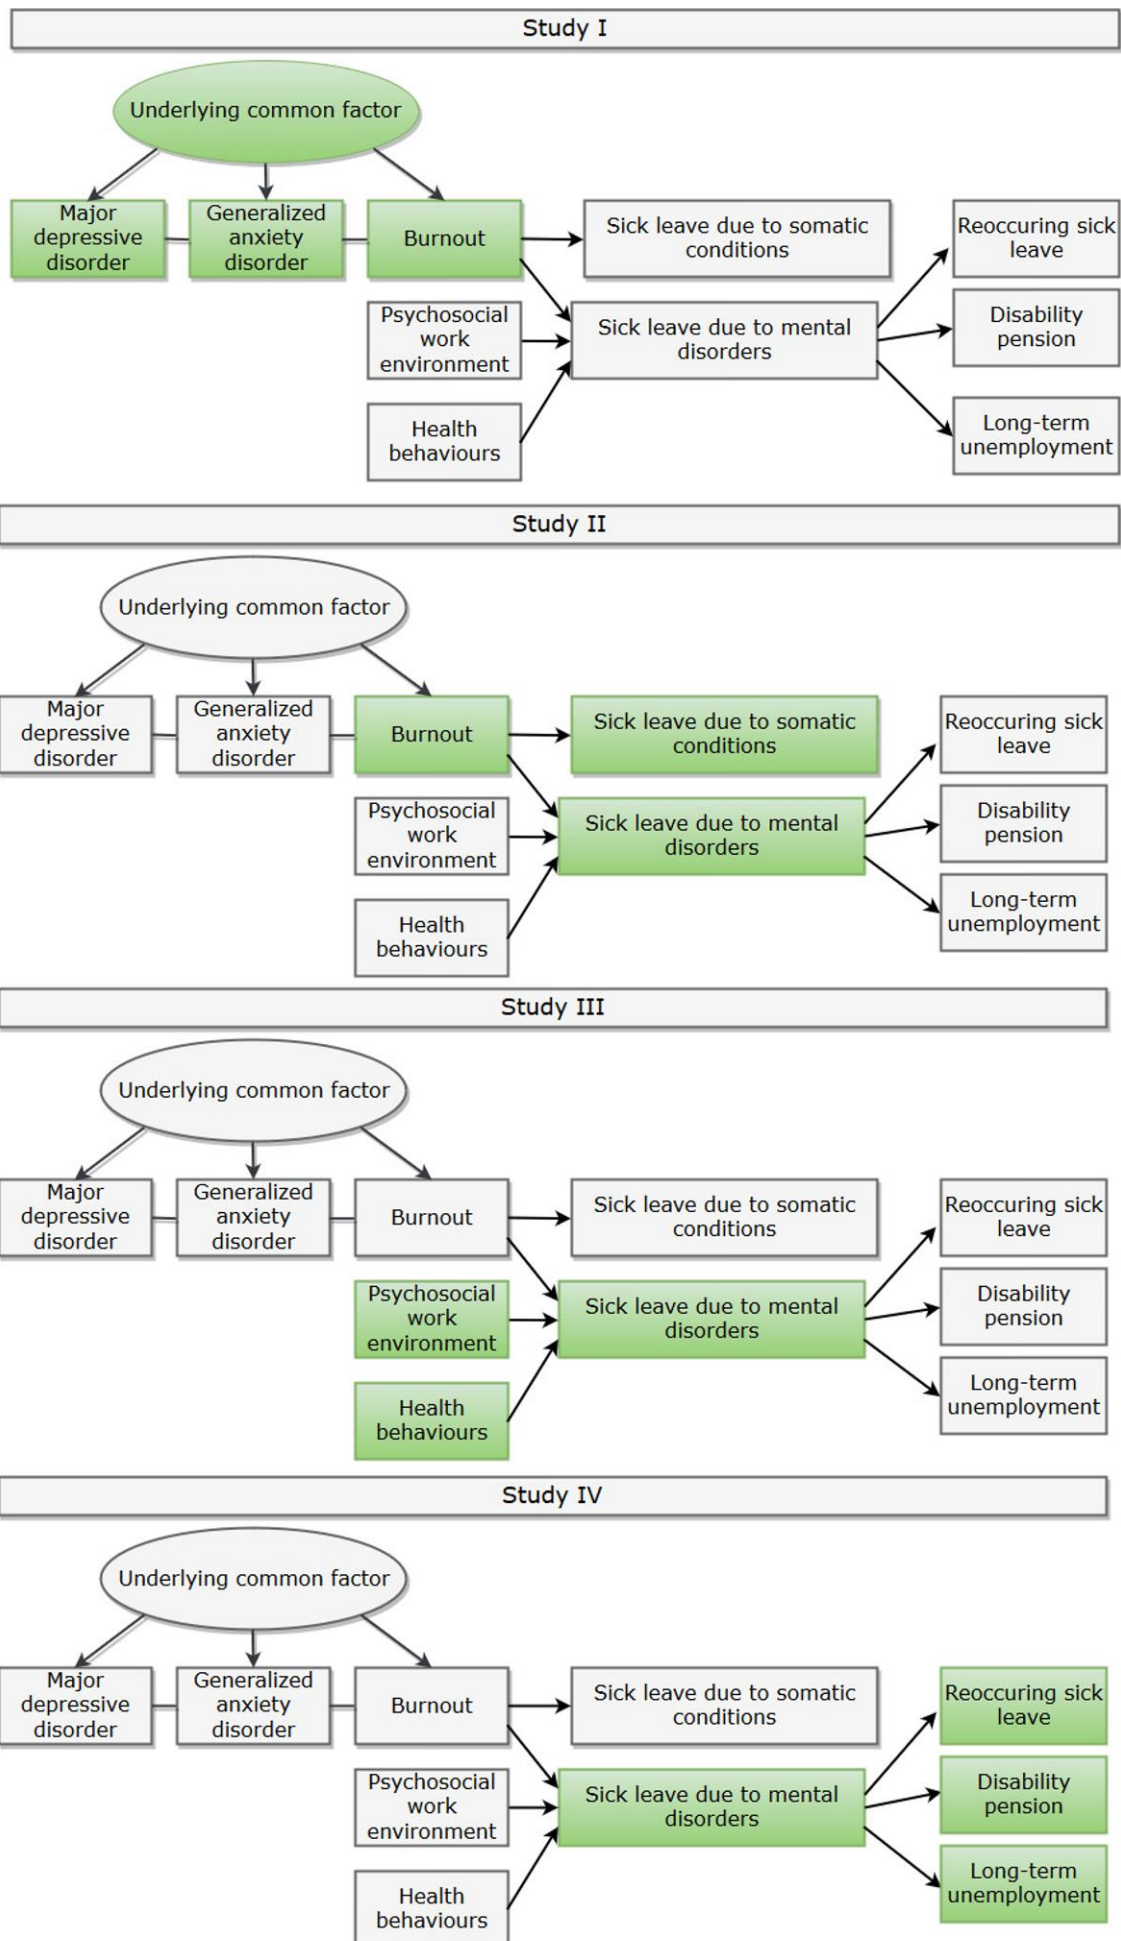 Study I
Underlying common factor
Major
depressive
disorder
Generalized
anxiety
disorder
Burnout
Sick leave due to somatic
conditions
Reoccuring sick
leave
Psychosocial
work
environment
Sick leave due to mental
disorders
Disability
pension
Health
behaviours
Long-term
unemployment
Study II
Underlying common factor
Major
depressive
disorder
Generalized
anxiety
disorder
Burnout
Sick leave due to somatic
conditions
Reoccuring sick
leave
Psychosocial
work
environment
Sick leave due to mental
disorders
Disability
pension
Health
behaviours
Long-term
unemployment
Study III
Underlying common factor
Major
depressive
disorder
Generalized
anxiety
disorder
Burnout
Sick leave due to somatic
conditions
Reoccuring sick
leave
Psychosocial
work
environment
Sick leave due to mental
disorders
Disability
pension
Health
behaviours
Long-term
unemployment
Study IV
Underlying common factor
Major
depressive
disorder
Generalized
anxiety
disorder
Burnout
Sick leave due to somatic
conditions
Reoccuring sick
leave
Psychosocial
work
environment
Sick leave due to mental
disorders
Disability
pension
Health
behaviours
Long-term
unemployment